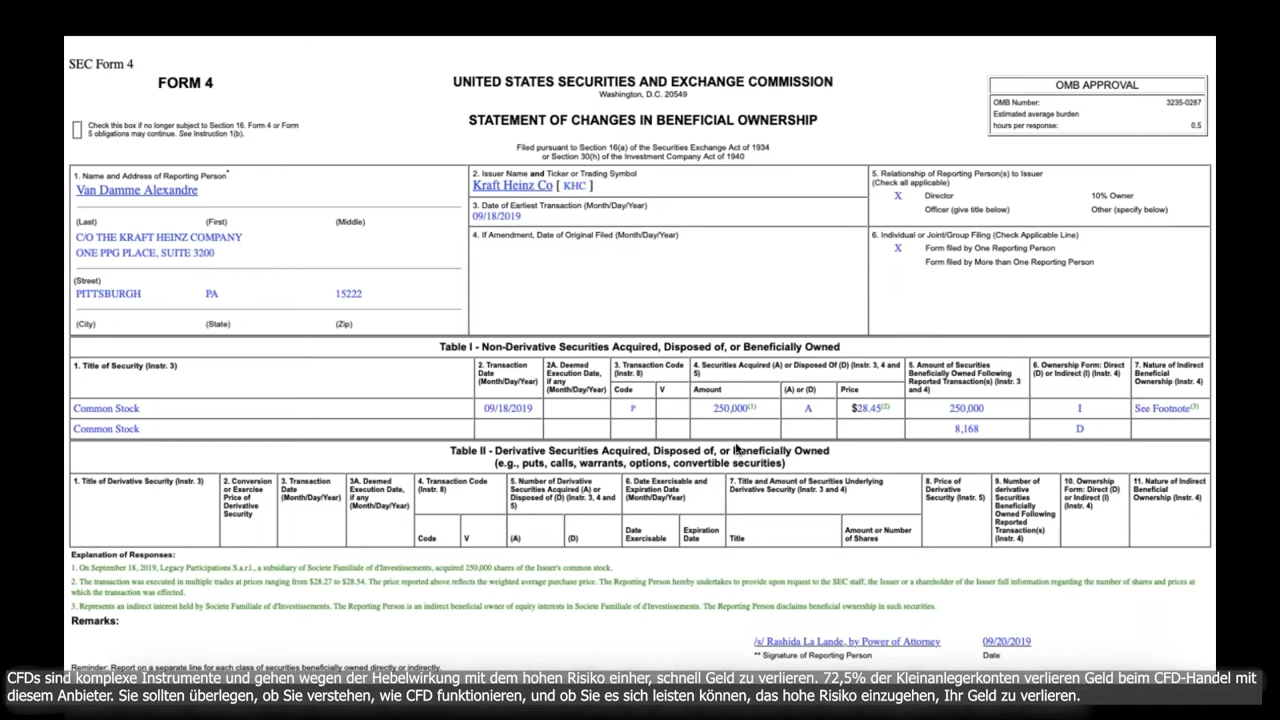 SEC Form 4
FORM 4
UNITED STATES SECURITIES AND EXCHANGE COMMISSION
Washington, D.C. 20549
STATEMENT OF CHANGES IN BENEFICIAL OWNERSHIP
Filed pursuant to Section 16(a) of the Securities Exchange Act of 1934
or Section 30(h) of the Investment Company Act of 1940
OMB APPROVAL
OMB Number: 3235-0287
Estimated average burden
hours per response: 0.5
Check this box if no longer subject to Section 16. Form 4 or Form
5 obligations may continue. See Instruction 1(b).
1. Name and Address of Reporting Person*
Van Damme Alexandre
(Last) (First) (Middle)
C/O THE KRAFT HEINZ COMPANY
ONE PPG PLACE, SUITE 3200
(Street)
PITTSBURGH PA 15222
(City) (State) (Zip)
2. Issuer Name and Ticker or Trading Symbol
Kraft Heinz Co [ KHC ]
3. Date of Earliest Transaction (Month/Day/Year)
09/18/2019
4. If Amendment, Date of Original Filed (Month/Day/Year)
5. Relationship of Reporting Person(s) to Issuer
(Check all applicable)
X Director 10% Owner
Officer (give title below) Other (specify below)
6. Individual or Joint/Group Filing (Check Applicable Line)
X Form filed by One Reporting Person
Form filed by More than One Reporting Person
Table I - Non-Derivative Securities Acquired, Disposed of, or Beneficially Owned
1. Title of Security (Instr. 3)
2. Transaction
Date
(Month/Day/Year)
2A. Deemed
Execution Date,
if any
(Month/Day/Year)
3. Transaction Code (Instr. 8)
Code V
4. Securities Acquired (A) or Disposed Of (D) (Instr. 3, 4 and
5)
Amount (A) or (D) Price
5. Amount of Securities
Beneficially Owned Following
Reported Transaction(s) (Instr. 3
and 4)
6. Ownership Form: Direct
(D) or Indirect (I) (Instr. 4)
7. Nature of Indirect
Beneficial
Ownership (Instr. 4)
Common Stock 09/18/2019 P 250,000(1) A $28.45(2) 250,000 I See Footnote(3)
Common Stock 8,168 D
Table II - Derivative Securities Acquired, Disposed of, or Beneficially Owned
(e.g., puts, calls, warrants, options, convertible securities)
1. Title of Derivative Security (Instr. 3)
2. Conversion
or Exercise
Price of
Derivative
Security
3. Transaction
Date
(Month/Day/Year)
3A. Deemed
Execution Date,
if any
(Month/Day/Year)
4. Transaction Code
(Instr. 8)
Code V
5. Number of Derivative
Securities Acquired (A) or
Disposed of (D) (Instr. 3, 4 and
5)
(A) (D)
6. Date Exercisable and
Expiration Date
(Month/Day/Year)
Date
Exercisable
Expiration
Date
7. Title and Amount of Securities Underlying
Derivative Security (Instr. 3 and 4)
Title
Amount or Number
of Shares
8. Price of
Derivative
Security (Instr. 5)
9. Number of
derivative
Securities
Beneficially
Owned Following
Reported
Transaction(s)
(Instr. 4)
10. Ownership
Form: Direct (D)
or Indirect (I)
(Instr. 4)
11. Nature of Indirect
Beneficial
Ownership (Instr. 4)
Explanation of Responses:
1. On September 18, 2019, Legacy Participations S.a.r.l., a subsidiary of Societe Familiale d'Investissements, acquired 250,000 shares of the Issuer's common stock.
2. The transaction was executed in multiple trades at prices ranging from $28.27 to $28.54. The price reported above reflects the weighted average purchase price. The Reporting Person hereby undertakes to provide upon request to the SEC staff, the Issuer or a shareholder of the Issuer full information regarding the number of shares and prices at
which the transaction was effected.
3. Represents an indirect interest held by Societe Familiale d'Investissements. The Reporting Person is an indirect beneficial owner of equity interests in Societe Familiale d'Investissements. The Reporting Person disclaims beneficial ownership in such securities.
Remarks:
/s/ Rashida La Lande, by Power of Attorney 09/20/2019
** Signature of Reporting Person Date
Reminder: Report on a separate line for each class of securities beneficially owned directly or indirectly.
CFDs sind komplexe Instrumente und gehen wegen der Hebelwirkung mit dem hohen Risiko einher, schnell Geld zu verlieren. 72,5% der Kleinanlegerkonten verlieren Geld beim CFD-Handel mit
diesem Anbieter. Sie sollten überlegen, ob Sie verstehen, wie CFD funktionieren, und ob Sie es sich leisten können, das hohe Risiko einzugehen, Ihr Geld zu verlieren.